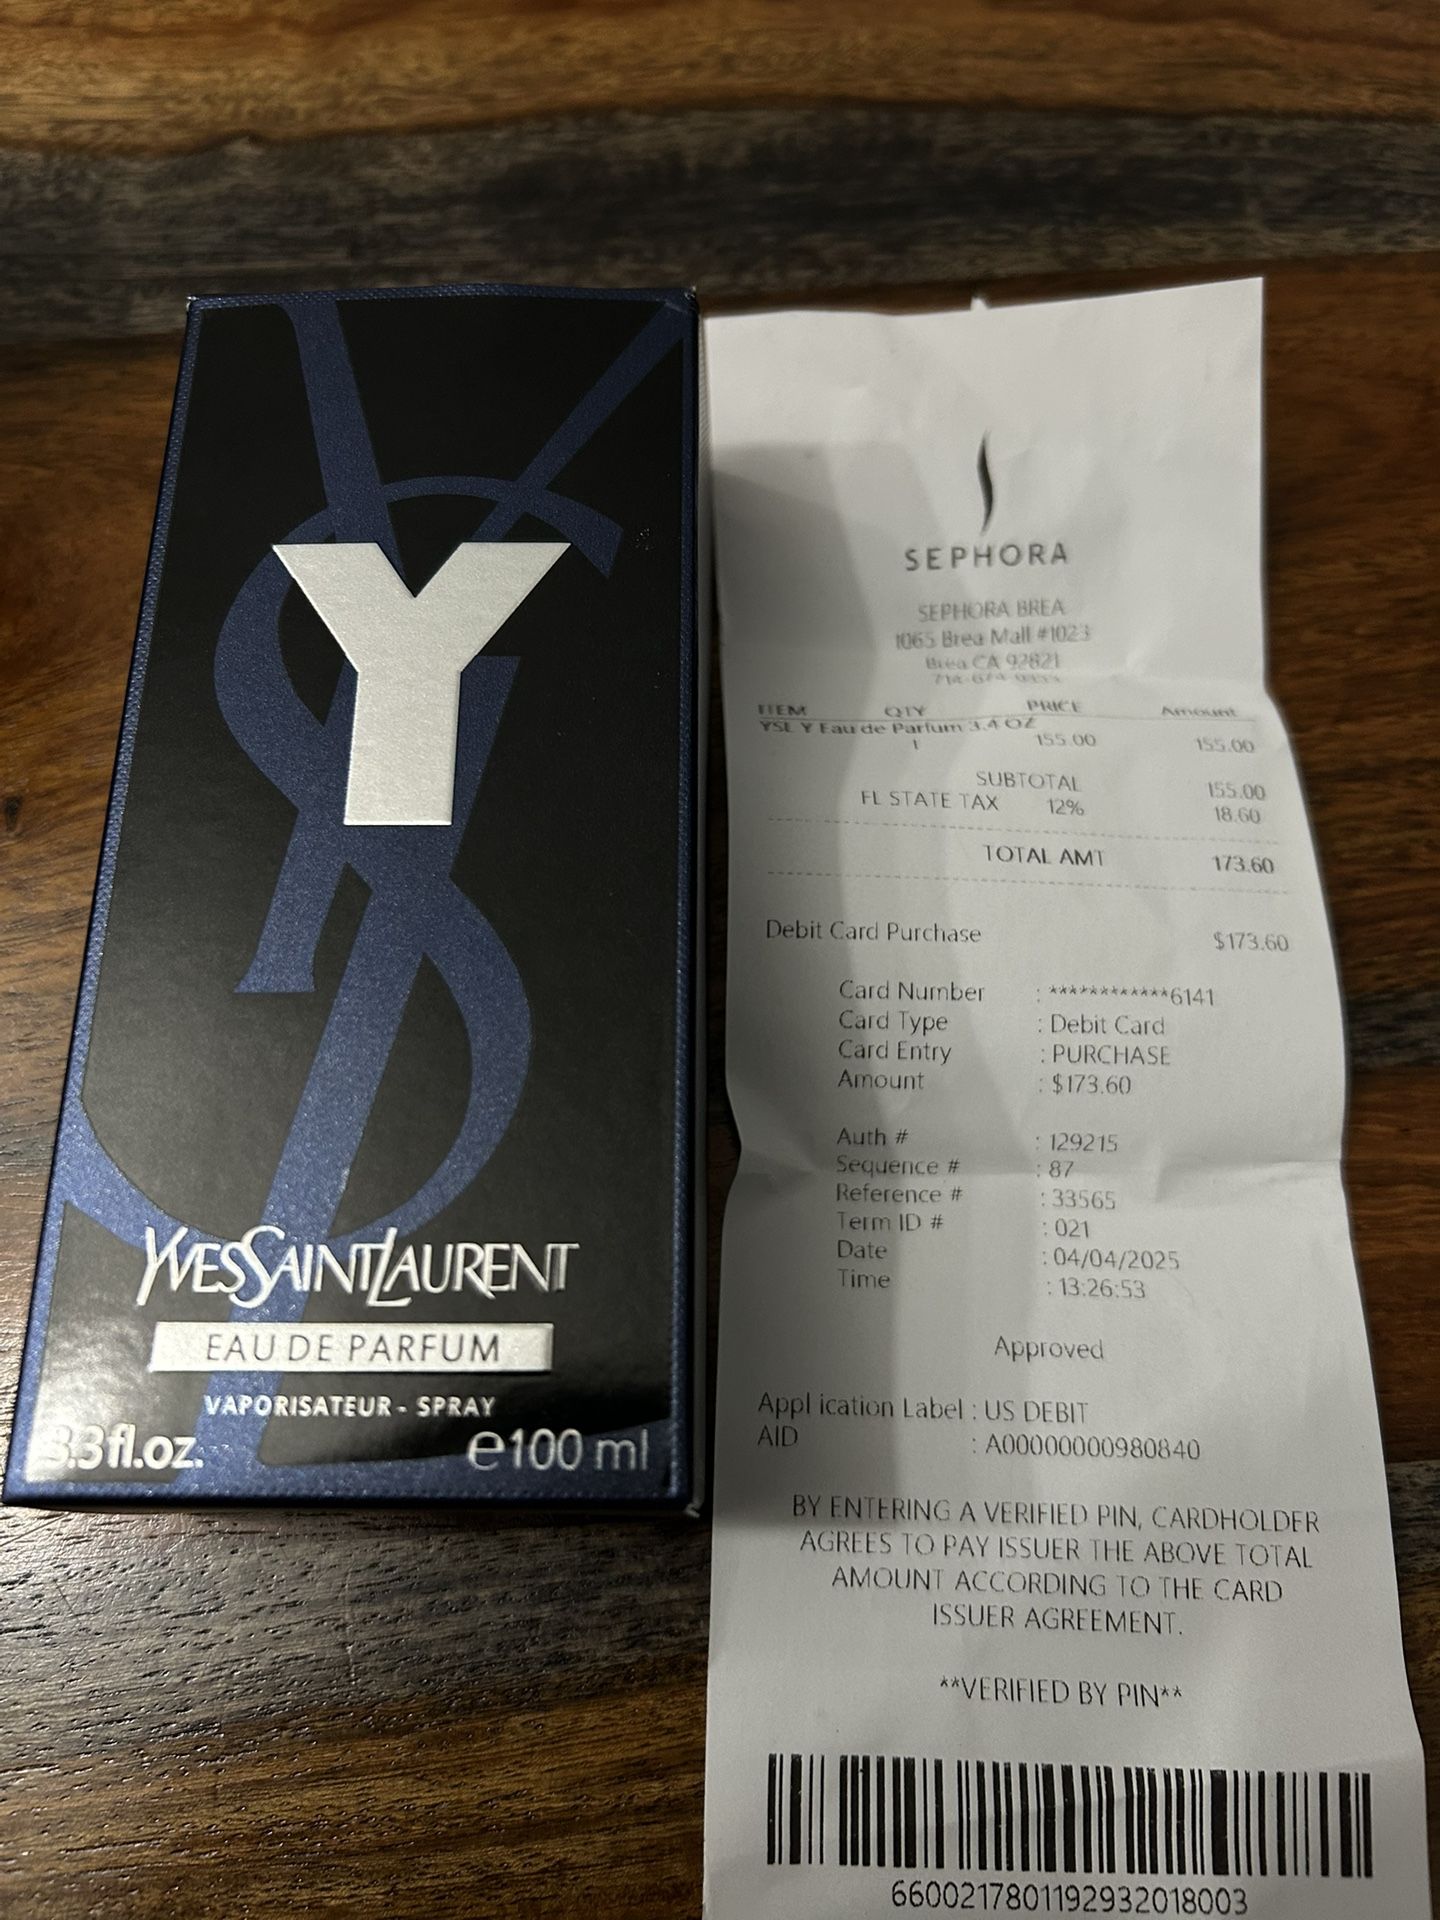 Y
YVESSAINTLAURENT
EAU DE PARFUM
VAPORISATEUR - SPRAY
3.3fl.oz. e100 ml
SEPHORA
SEPHORA BREA
1065 Brea Mall #1023
Brea CA 92821
ITEM QTY PRICE Amount
YSL Y Eau de Parfum 3.4 OZ
1 155.00 155.00
SUBTOTAL 155.00
FL STATE TAX 12% 18.60
TOTAL AMT 173.60
Debit Card Purchase $173.60
Card Number : ************6141
Card Type : Debit Card
Card Entry : PURCHASE
Amount : $173.60
Auth # : 129215
Sequence # : 87
Reference # : 33565
Term ID # : 021
Date : 04/04/2025
Time : 13:26:53
Approved
Appl ication Label : US DEBIT
AID : A00000000980840
BY ENTERING A VERIFIED PIN, CARDHOLDER
AGREES TO PAY ISSUER THE ABOVE TOTAL
AMOUNT ACCORDING TO THE CARD
ISSUER AGREEMENT.
**VERIFIED BY PIN**
6600217801192932018003